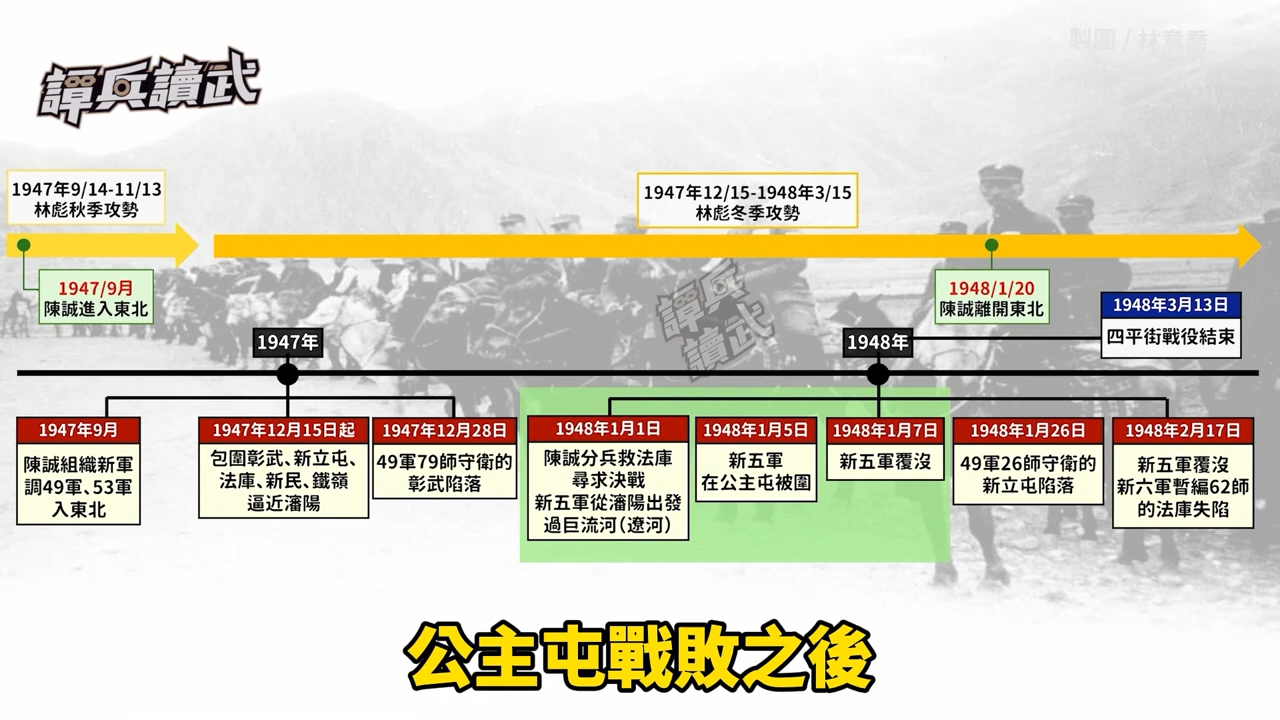 製圖/林意喬
譚兵讀武
1947年9/14-11/13
林彪秋季攻勢
1947年12/15-1948年3/15
林彪冬季攻勢
1947/9月
陳誠進入東北
1948/1/20
陳誠離開東北
1948年3月13日
四平街戰役結束
譚兵
讀武
1947年
1948年
1947年9月
陳誠組織新軍
調49軍、53軍
入東北
1947年12月15日起
包圍彰武、新立屯、
法庫、新民、鐵嶺
逼近瀋陽
1947年12月28日
49軍79師守衛的
彰武陷落
1948年1月1日
陳誠分兵救法庫
尋求決戰
新五軍從瀋陽出發
過巨流河(遼河)
1948年1月5日
新五軍
在公主屯被圍
1948年1月7日
新五軍覆沒
1948年1月26日
49軍26師守衛的
新立屯陷落
1948年2月17日
新五軍覆沒
新六軍暫編62師
的法庫失陷
公主屯戰敗之後